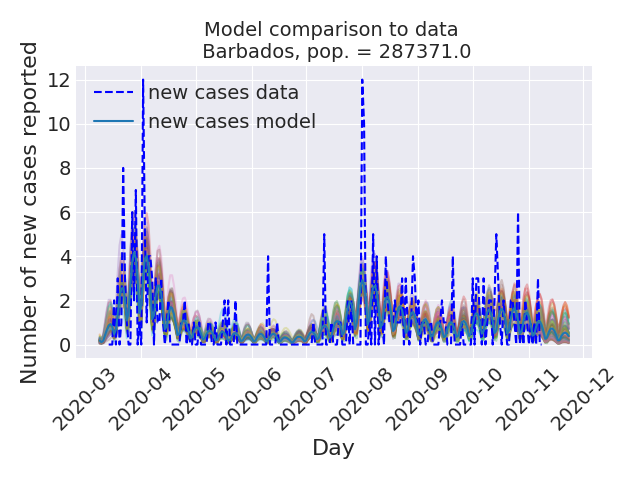 Model comparison to data
Barbados, pop. = 287371.0
Number of new cases reported
12
10
8
6
4
2
0
new cases data
new cases model
2020-03
2020-04
2020-05
2020-06
2020-07
2020-08
2020-09
2020-10
2020-11
2020-12
Day